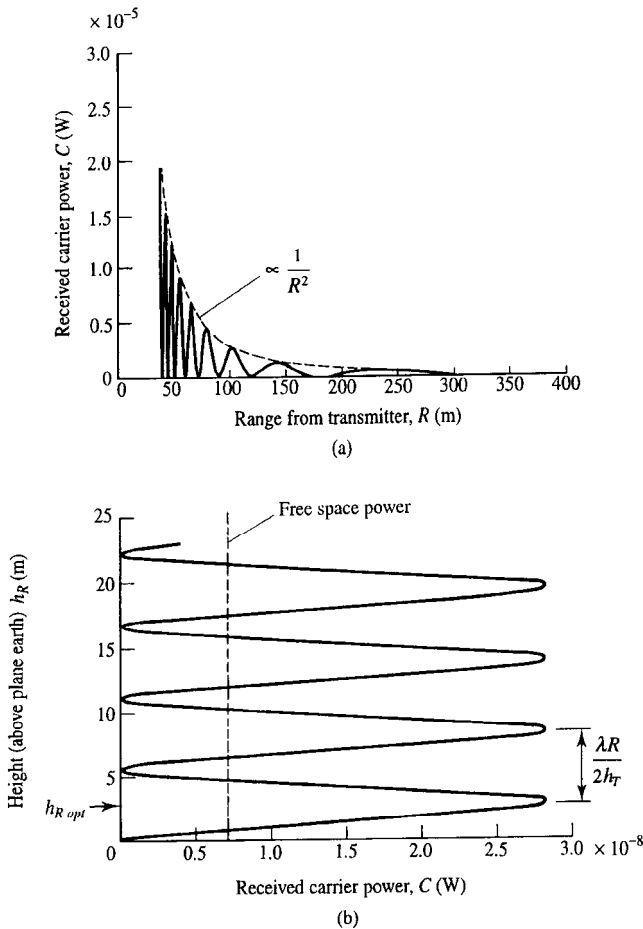 × 10⁻⁵
3.0
2.5
2.0
1.5
1.0
0.5
0
Received carrier power, C (W)
∝ 1/R²
0 50 100 150 200 250 300 350 400
Range from transmitter, R (m)
(a)
Free space power
25
20
15
10
5
0
Height (above plane earth) h_R (m)
h_R opt
λR/2h_T
0.5 1.0 1.5 2.0 2.5 3.0 × 10⁻⁸
Received carrier power, C (W)
(b)